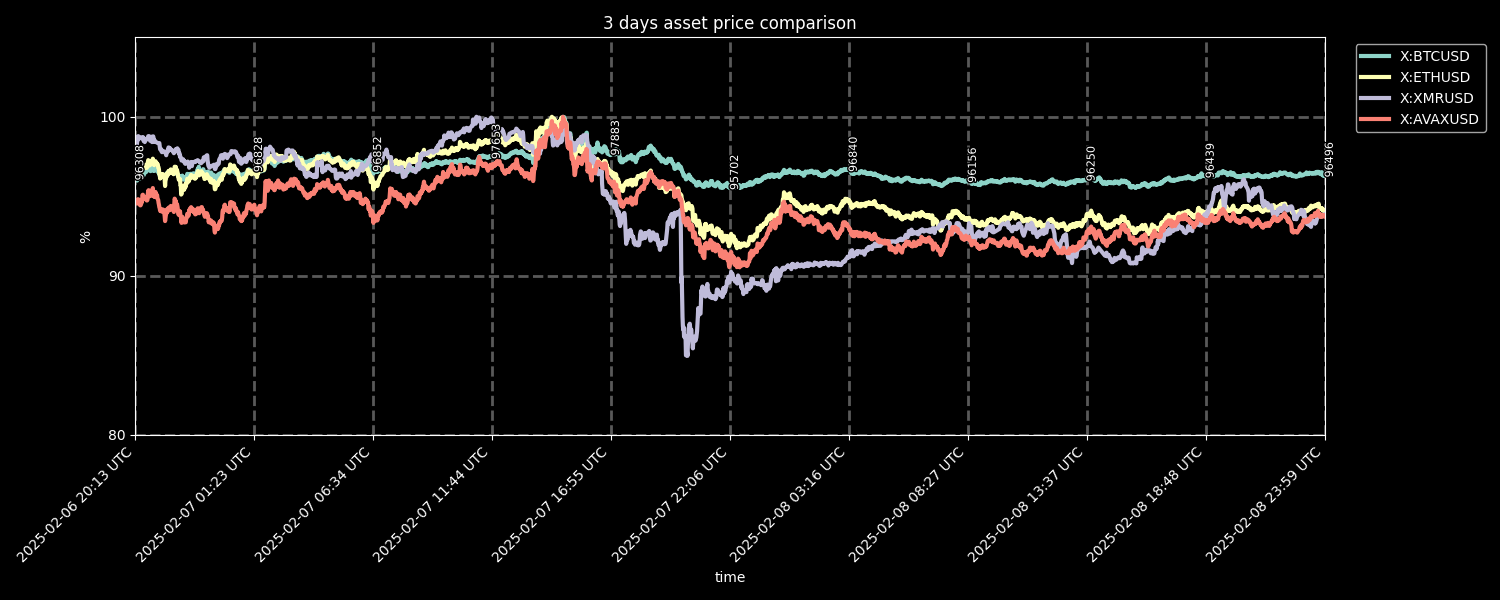 3 days asset price comparison
X:BTCUSD
X:ETHUSD
X:XMRUSD
X:AVAXUSD
100
90
80
%
96308
96828
96852
97653
97883
95702
96840
96156
96250
96439
96496
2025-02-06 20:13 UTC
2025-02-07 01:23 UTC
2025-02-07 06:34 UTC
2025-02-07 11:44 UTC
2025-02-07 16:55 UTC
2025-02-07 22:06 UTC
2025-02-08 03:16 UTC
2025-02-08 08:27 UTC
2025-02-08 13:37 UTC
2025-02-08 18:48 UTC
2025-02-08 23:59 UTC
time